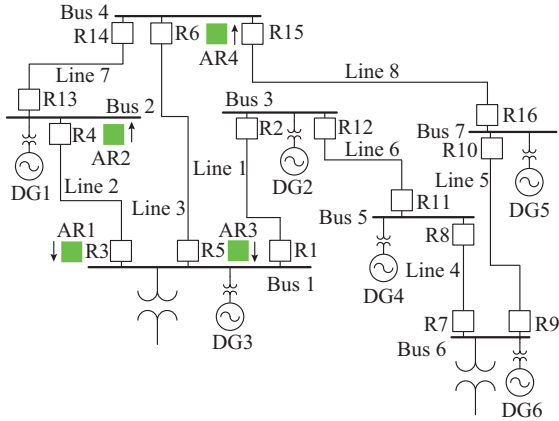 Bus 4
R14
R6
R15
AR4
Line 7
Line 8
R13
Bus 2
Bus 3
R16
R4
AR2
R2
R12
Bus 7
R10
DG1
DG2
Line 1
Line 6
DG5
Line 2
Line 3
Line 5
R11
AR1
AR3
Bus 5
R8
R3
R5
R1
Bus 1
DG4
Line 4
DG3
R7
R9
Bus 6
DG6